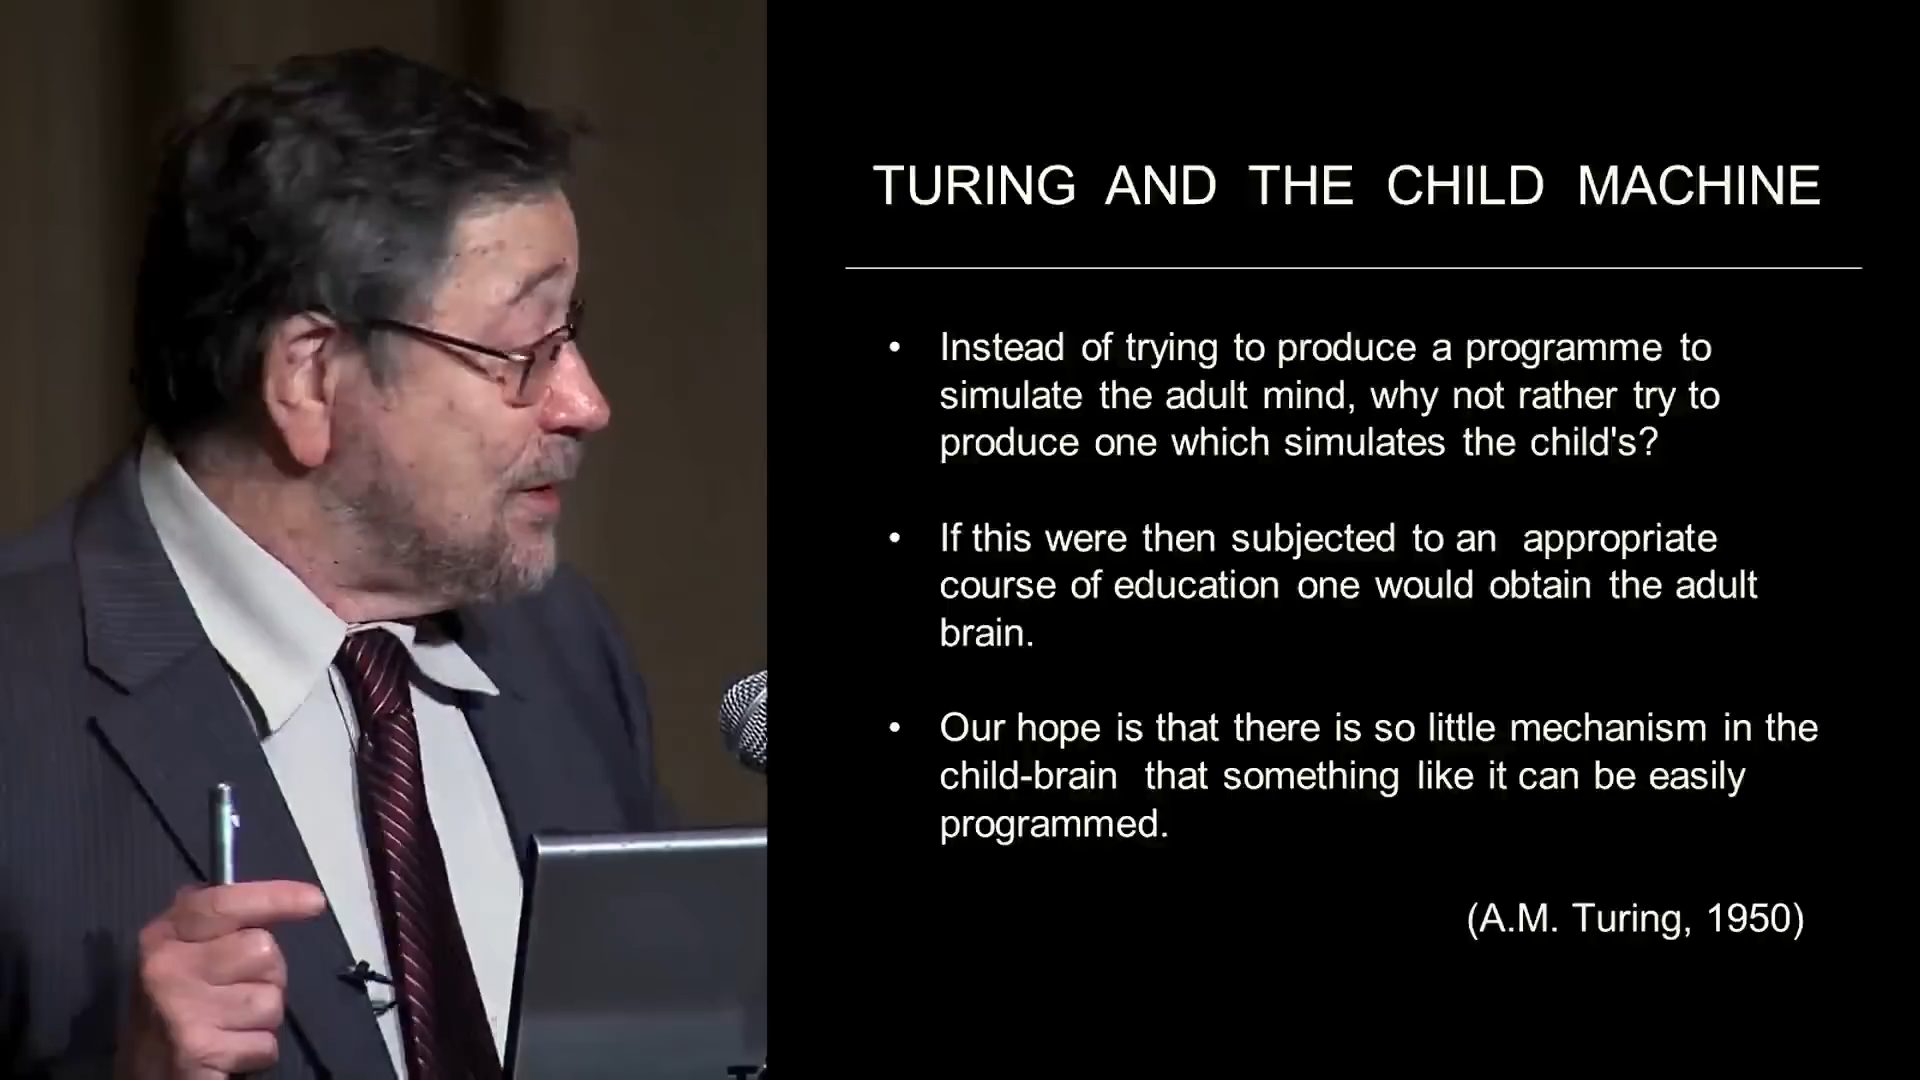 TURING AND THE CHILD MACHINE
• Instead of trying to produce a programme to
simulate the adult mind, why not rather try to
produce one which simulates the child's?
• If this were then subjected to an appropriate
course of education one would obtain the adult
brain.
• Our hope is that there is so little mechanism in the
child-brain that something like it can be easily
programmed.
(A.M. Turing, 1950)